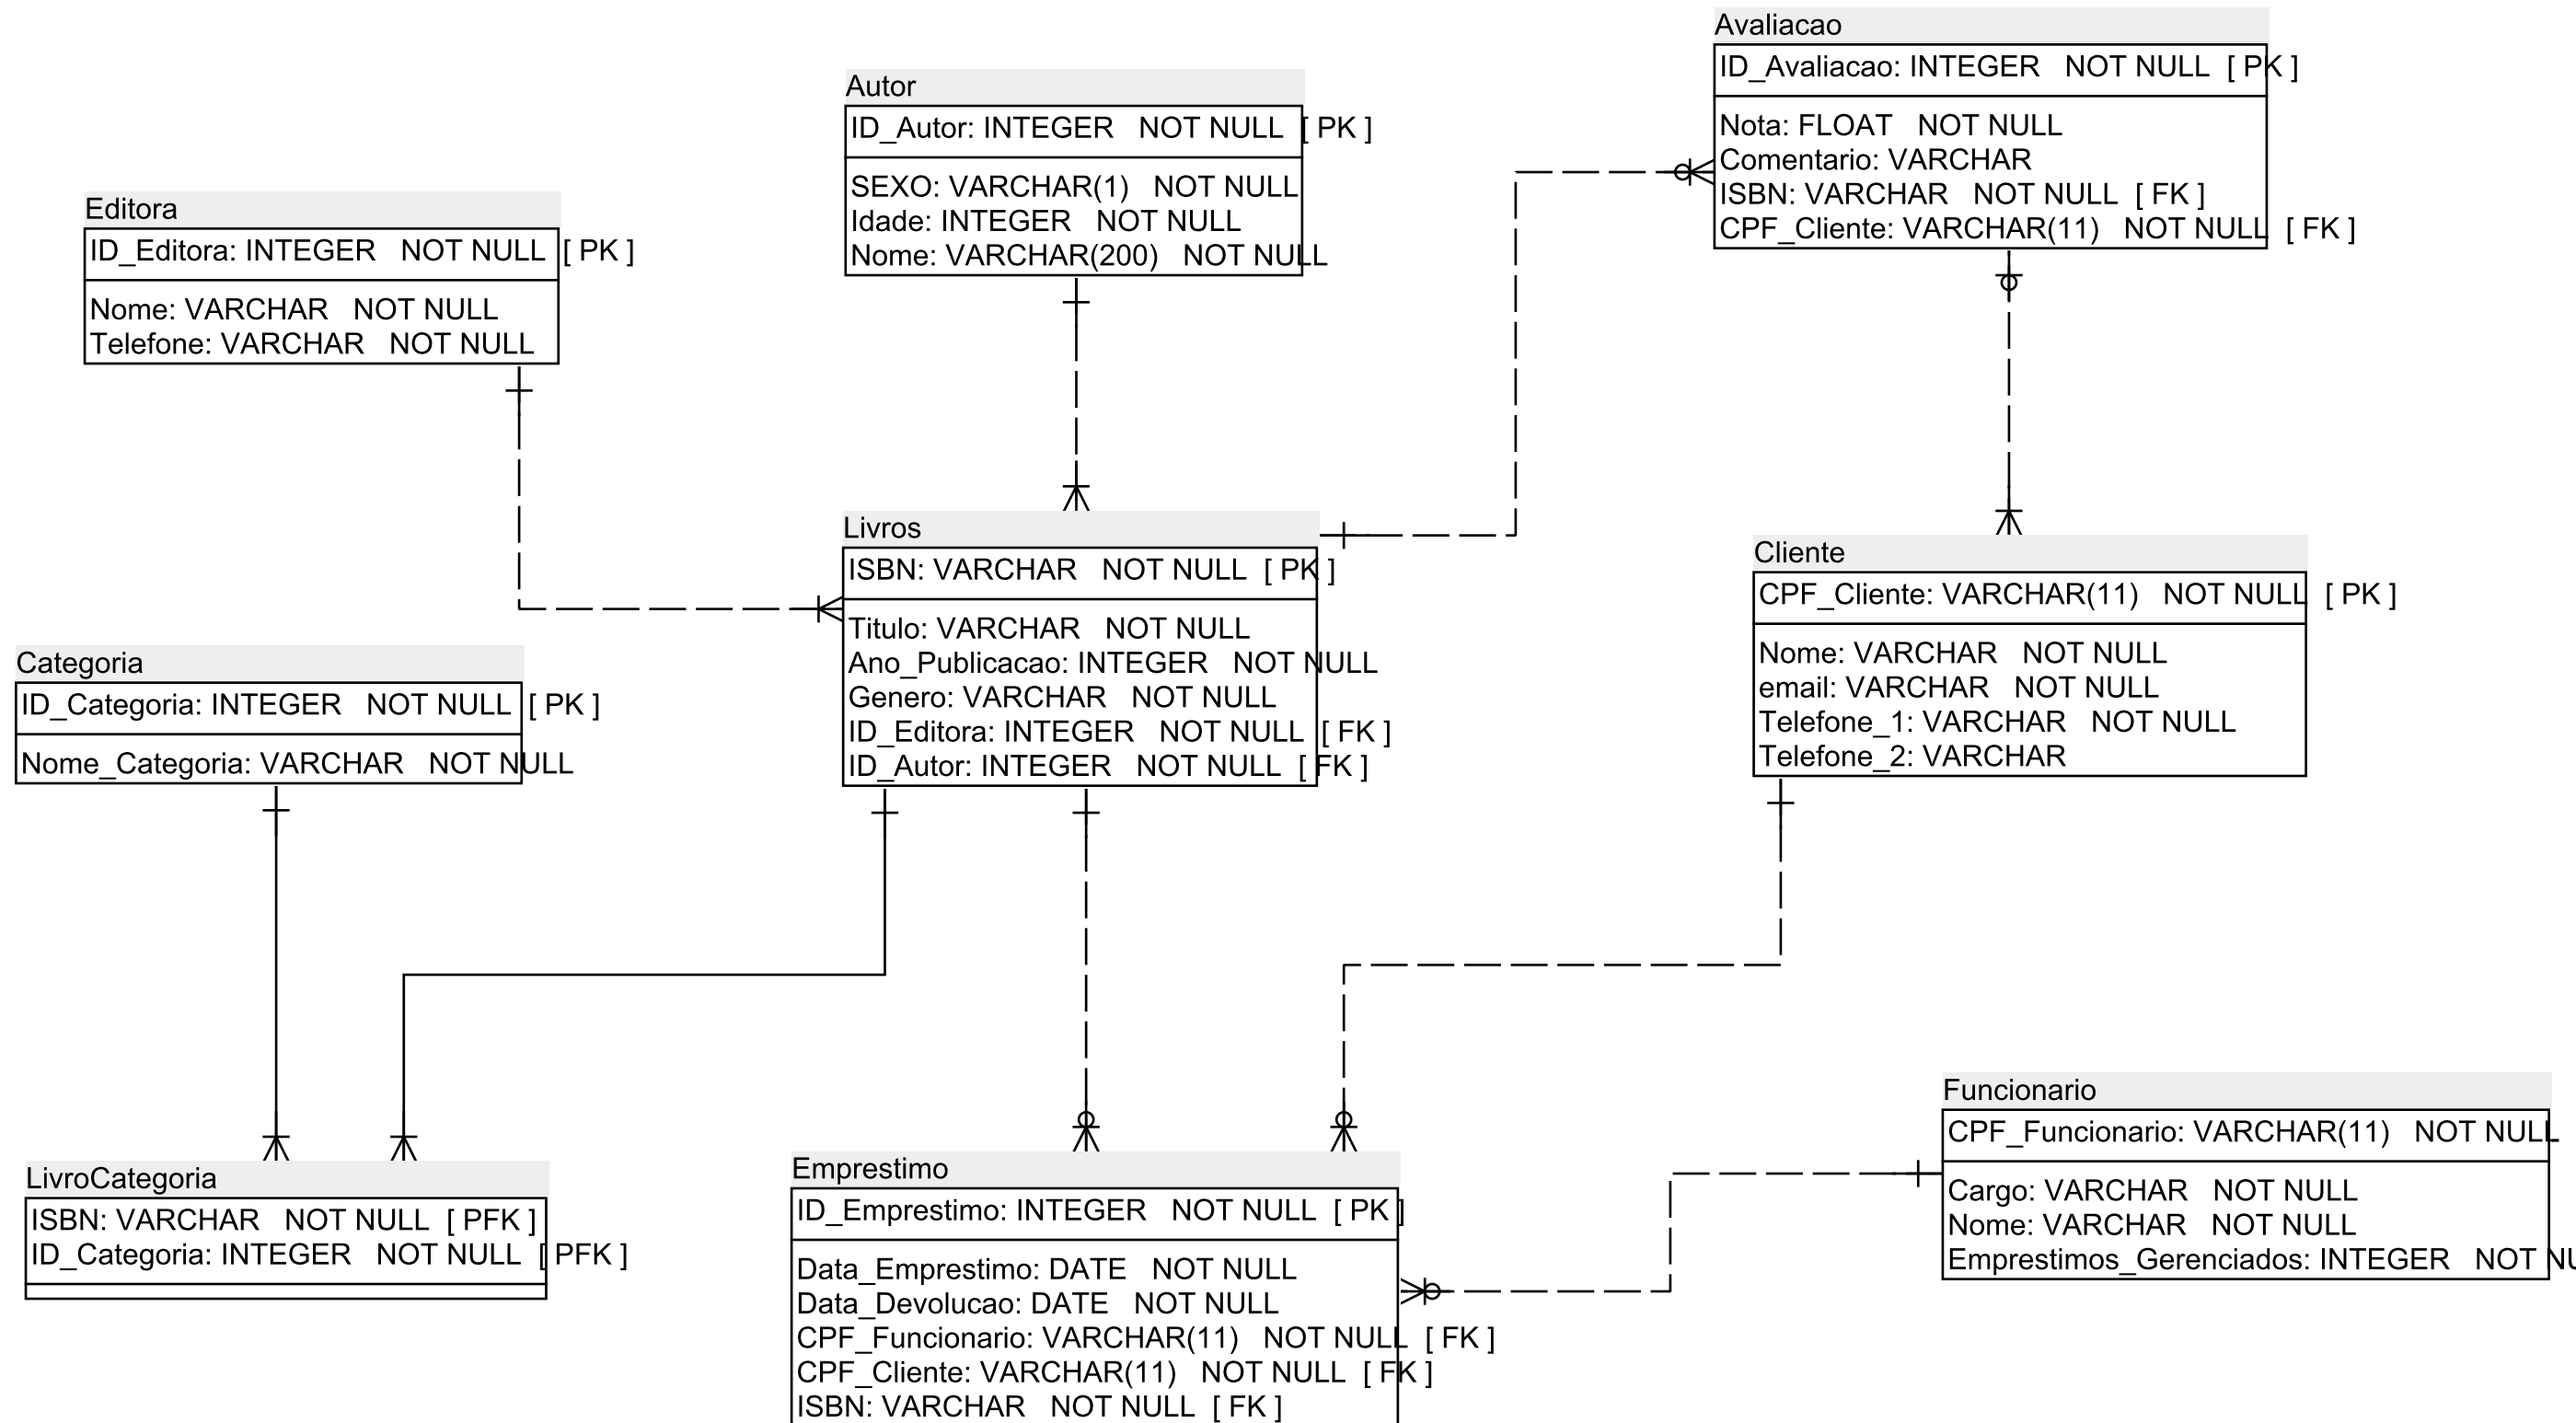 Avaliacao
ID_Avaliacao: INTEGER NOT NULL [ PK ]
Nota: FLOAT NOT NULL
Comentario: VARCHAR
ISBN: VARCHAR NOT NULL [ FK ]
CPF_Cliente: VARCHAR(11) NOT NULL [ FK ]
Autor
ID_Autor: INTEGER NOT NULL [ PK ]
SEXO: VARCHAR(1) NOT NULL
Idade: INTEGER NOT NULL
Nome: VARCHAR(200) NOT NULL
Editora
ID_Editora: INTEGER NOT NULL [ PK ]
Nome: VARCHAR NOT NULL
Telefone: VARCHAR NOT NULL
Livros
ISBN: VARCHAR NOT NULL [ PK ]
Titulo: VARCHAR NOT NULL
Ano_Publicacao: INTEGER NOT NULL
Genero: VARCHAR NOT NULL
ID_Editora: INTEGER NOT NULL [ FK ]
ID_Autor: INTEGER NOT NULL [ FK ]
Cliente
CPF_Cliente: VARCHAR(11) NOT NULL [ PK ]
Nome: VARCHAR NOT NULL
email: VARCHAR NOT NULL
Telefone_1: VARCHAR NOT NULL
Telefone_2: VARCHAR
Categoria
ID_Categoria: INTEGER NOT NULL [ PK ]
Nome_Categoria: VARCHAR NOT NULL
LivroCategoria
ISBN: VARCHAR NOT NULL [ PFK ]
ID_Categoria: INTEGER NOT NULL [ PFK ]
Emprestimo
ID_Emprestimo: INTEGER NOT NULL [ PK ]
Data_Emprestimo: DATE NOT NULL
Data_Devolucao: DATE NOT NULL
CPF_Funcionario: VARCHAR(11) NOT NULL [ FK ]
CPF_Cliente: VARCHAR(11) NOT NULL [ FK ]
ISBN: VARCHAR NOT NULL [ FK ]
Funcionario
CPF_Funcionario: VARCHAR(11) NOT NULL
Cargo: VARCHAR NOT NULL
Nome: VARCHAR NOT NULL
Emprestimos_Gerenciados: INTEGER NOT